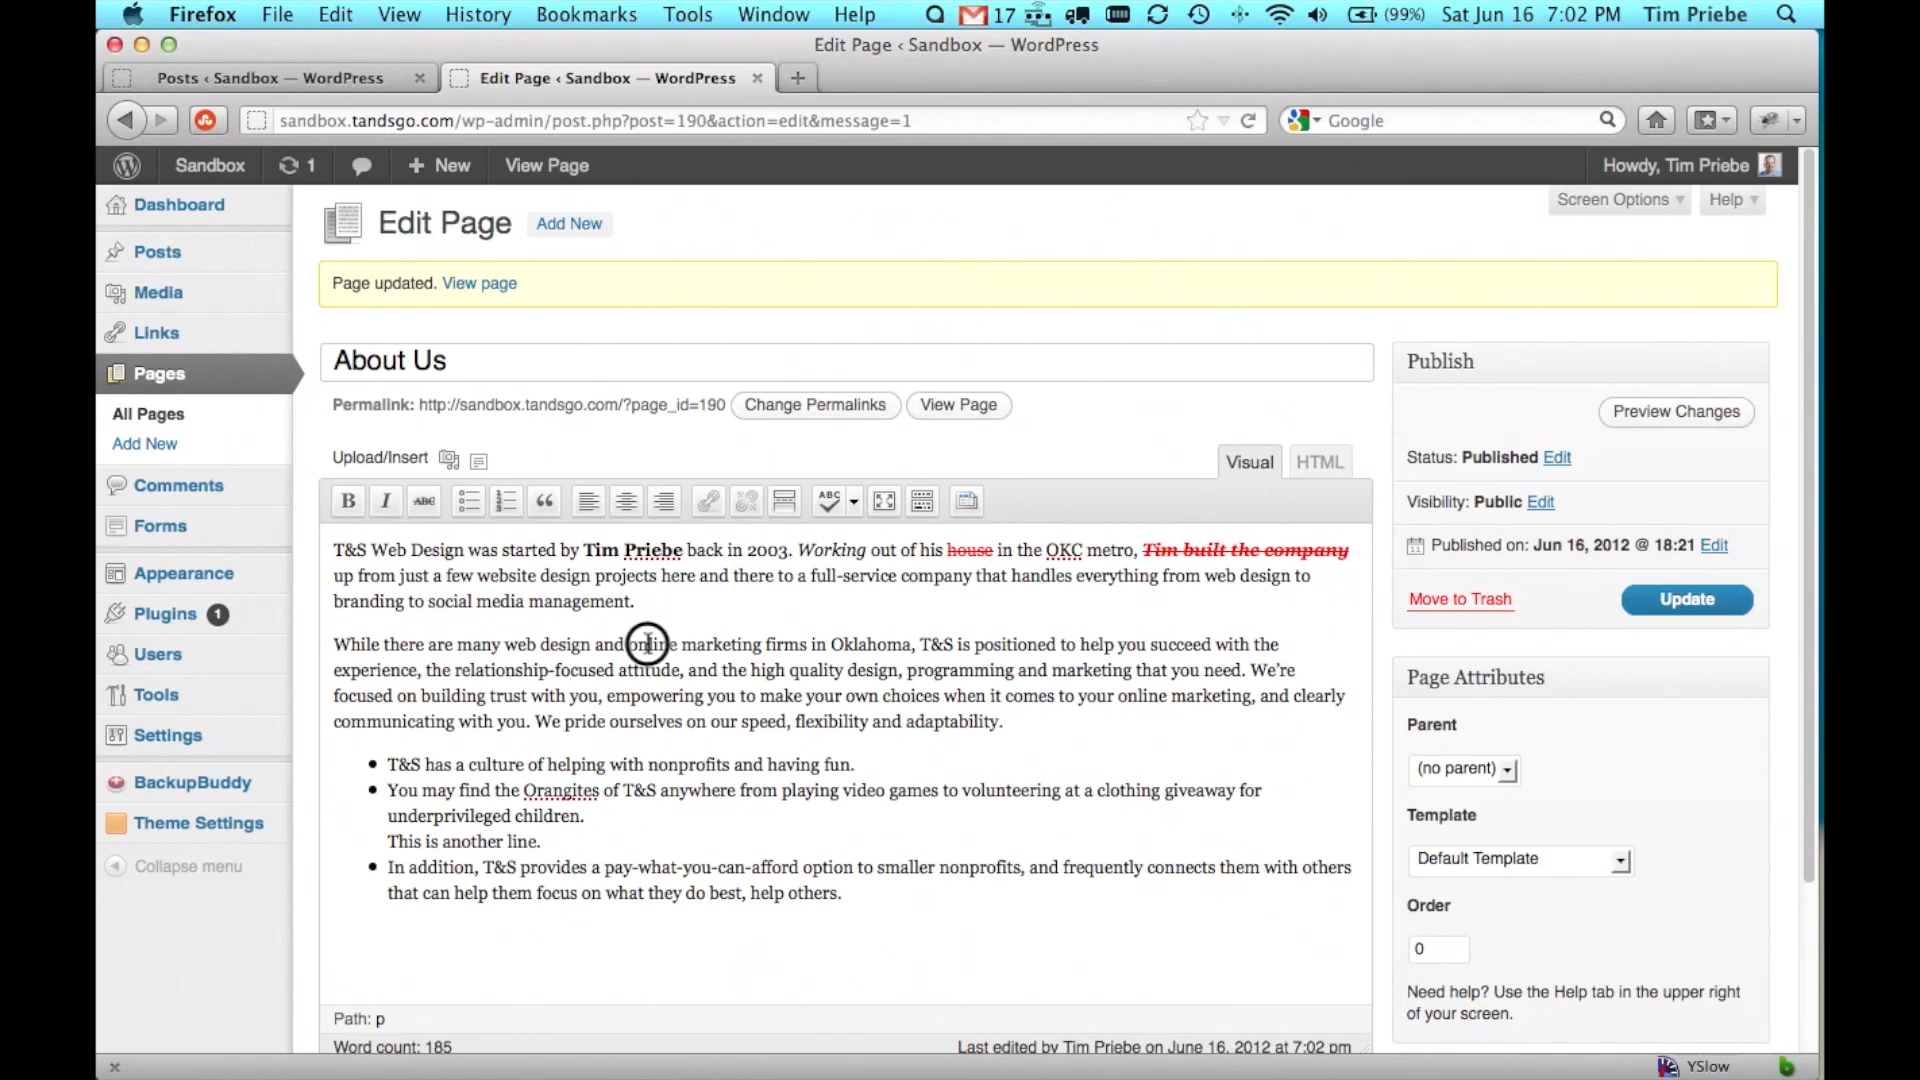 Firefox File Edit View History Bookmarks Tools Window Help 17 (99%) Sat Jun 16 7:02 PM Tim Priebe
Edit Page ‹ Sandbox — WordPress
Posts ‹ Sandbox — WordPress Edit Page ‹ Sandbox — WordPress
sandbox.tandsgo.com/wp-admin/post.php?post=190&action=edit&message=1 Google
Sandbox 1 + New View Page Howdy, Tim Priebe
Screen Options Help
Dashboard
Posts
Media
Links
Pages
All Pages
Add New
Comments
Forms
Appearance
Plugins 1
Users
Tools
Settings
BackupBuddy
Theme Settings
Collapse menu
Edit Page Add New
Page updated. View page
About Us
Permalink: http://sandbox.tandsgo.com/?page_id=190 Change Permalinks View Page
Upload/Insert Visual HTML
B I ABC ABC
T&S Web Design was started by Tim Priebe back in 2003. Working out of his house in the OKC metro, Tim built the company
up from just a few website design projects here and there to a full-service company that handles everything from web design to
branding to social media management.
While there are many web design and online marketing firms in Oklahoma, T&S is positioned to help you succeed with the
experience, the relationship-focused attitude, and the high quality design, programming and marketing that you need. We're
focused on building trust with you, empowering you to make your own choices when it comes to your online marketing, and clearly
communicating with you. We pride ourselves on our speed, flexibility and adaptability.
• T&S has a culture of helping with nonprofits and having fun.
• You may find the Orangites of T&S anywhere from playing video games to volunteering at a clothing giveaway for
underprivileged children.
This is another line.
• In addition, T&S provides a pay-what-you-can-afford option to smaller nonprofits, and frequently connects them with others
that can help them focus on what they do best, help others.
Path: p
Word count: 185 Last edited by Tim Priebe on June 16, 2012 at 7:02 pm
Publish
Preview Changes
Status: Published Edit
Visibility: Public Edit
Published on: Jun 16, 2012 @ 18:21 Edit
Move to Trash Update
Page Attributes
Parent
(no parent)
Template
Default Template
Order
0
Need help? Use the Help tab in the upper right
of your screen.
YSlow